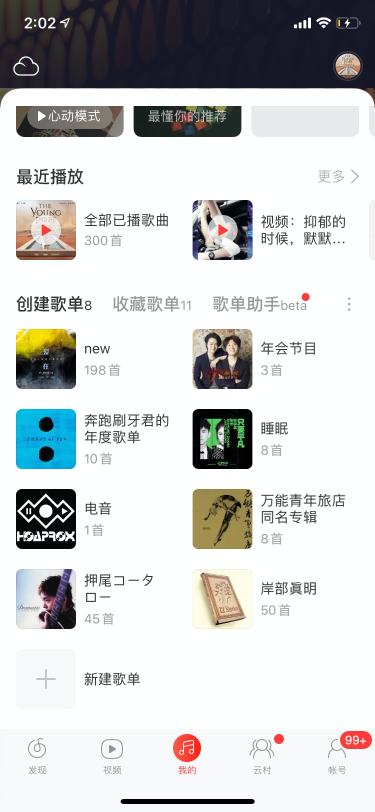 2:02
心动模式
最懂你的推荐
最近播放
更多
THE YOUNG
全部已播歌曲
300首
视频：抑郁的
时候，默默...
创建歌单8
收藏歌单11
歌单助手beta
new
198首
年会节目
3首
奔跑刷牙君的
年度歌单
10首
睡眠
8首
电音
1首
HOAPROX
万能青年旅店
同名专辑
8首
押尾コータ
ロー
45首
岸部眞明
50首
新建歌单
发现
视频
我的
云村
99+
帐号